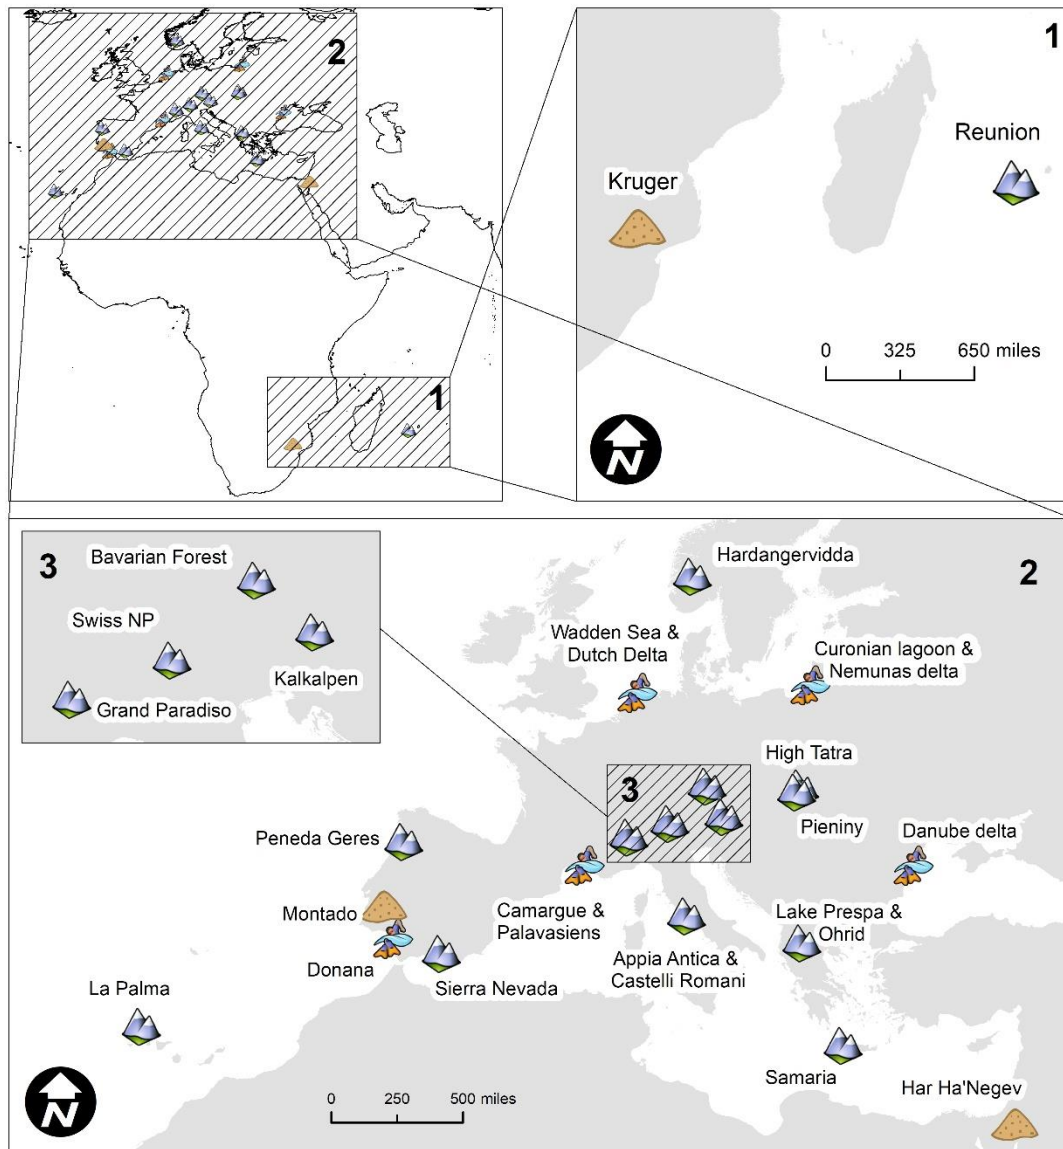 2
1
1
Reunion
Kruger
0 325 650 miles
N
3
Bavarian Forest
Swiss NP
Kalkalpen
Grand Paradiso
2
Hardangervidda
Wadden Sea &
Dutch Delta
Curonian lagoon &
Nemunas delta
High Tatra
3
Pieniny
Peneda Geres
Danube delta
Montado
Camargue &
Palavasiens
Lake Prespa &
Ohrid
Donana
Sierra Nevada
Appia Antica &
Castelli Romani
La Palma
Samaria
Har Ha'Negev
N
0 250 500 miles